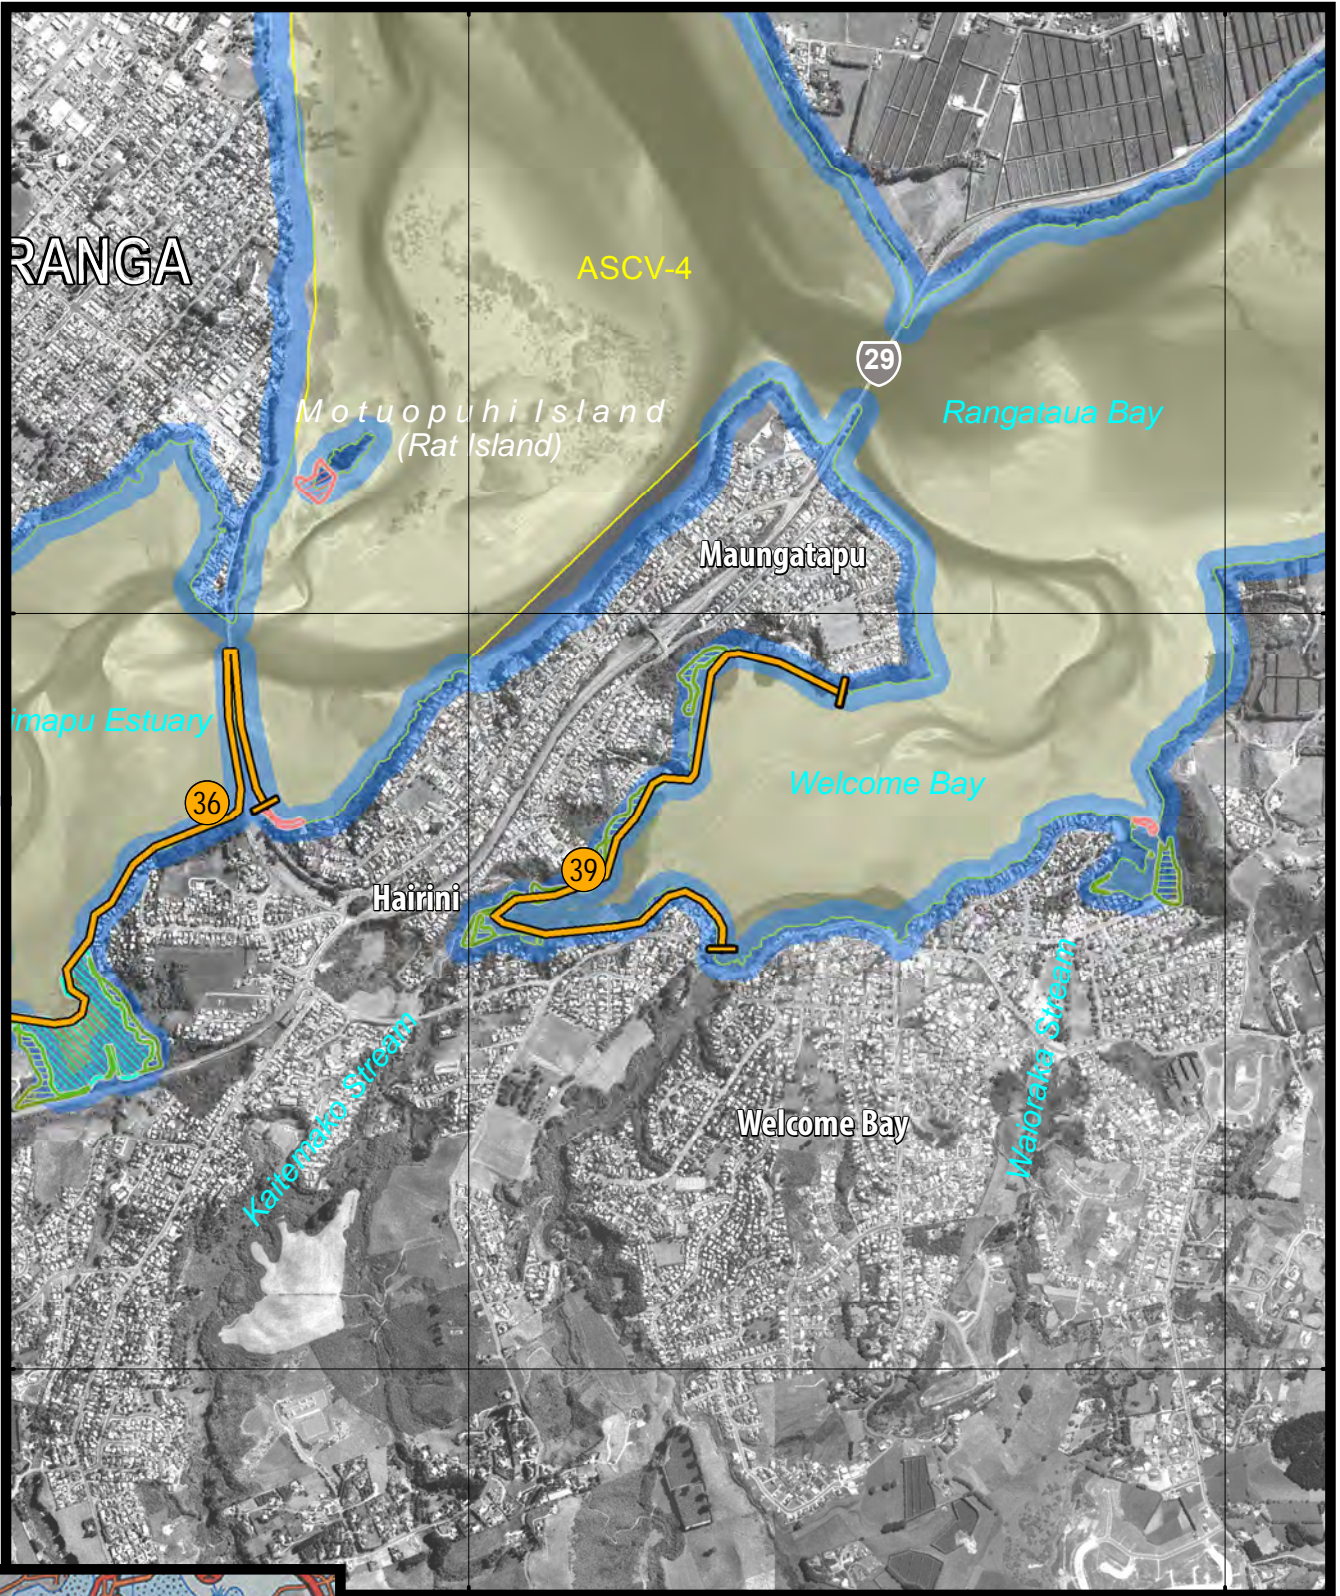 RANGA
ASCV-4
29
Motuopuhi Island
(Rat Island)
Rangataua Bay
Maungatapu
imapu Estuary
Welcome Bay
36
39
Hairini
Kaitemako Stream
Waioraka Stream
Welcome Bay